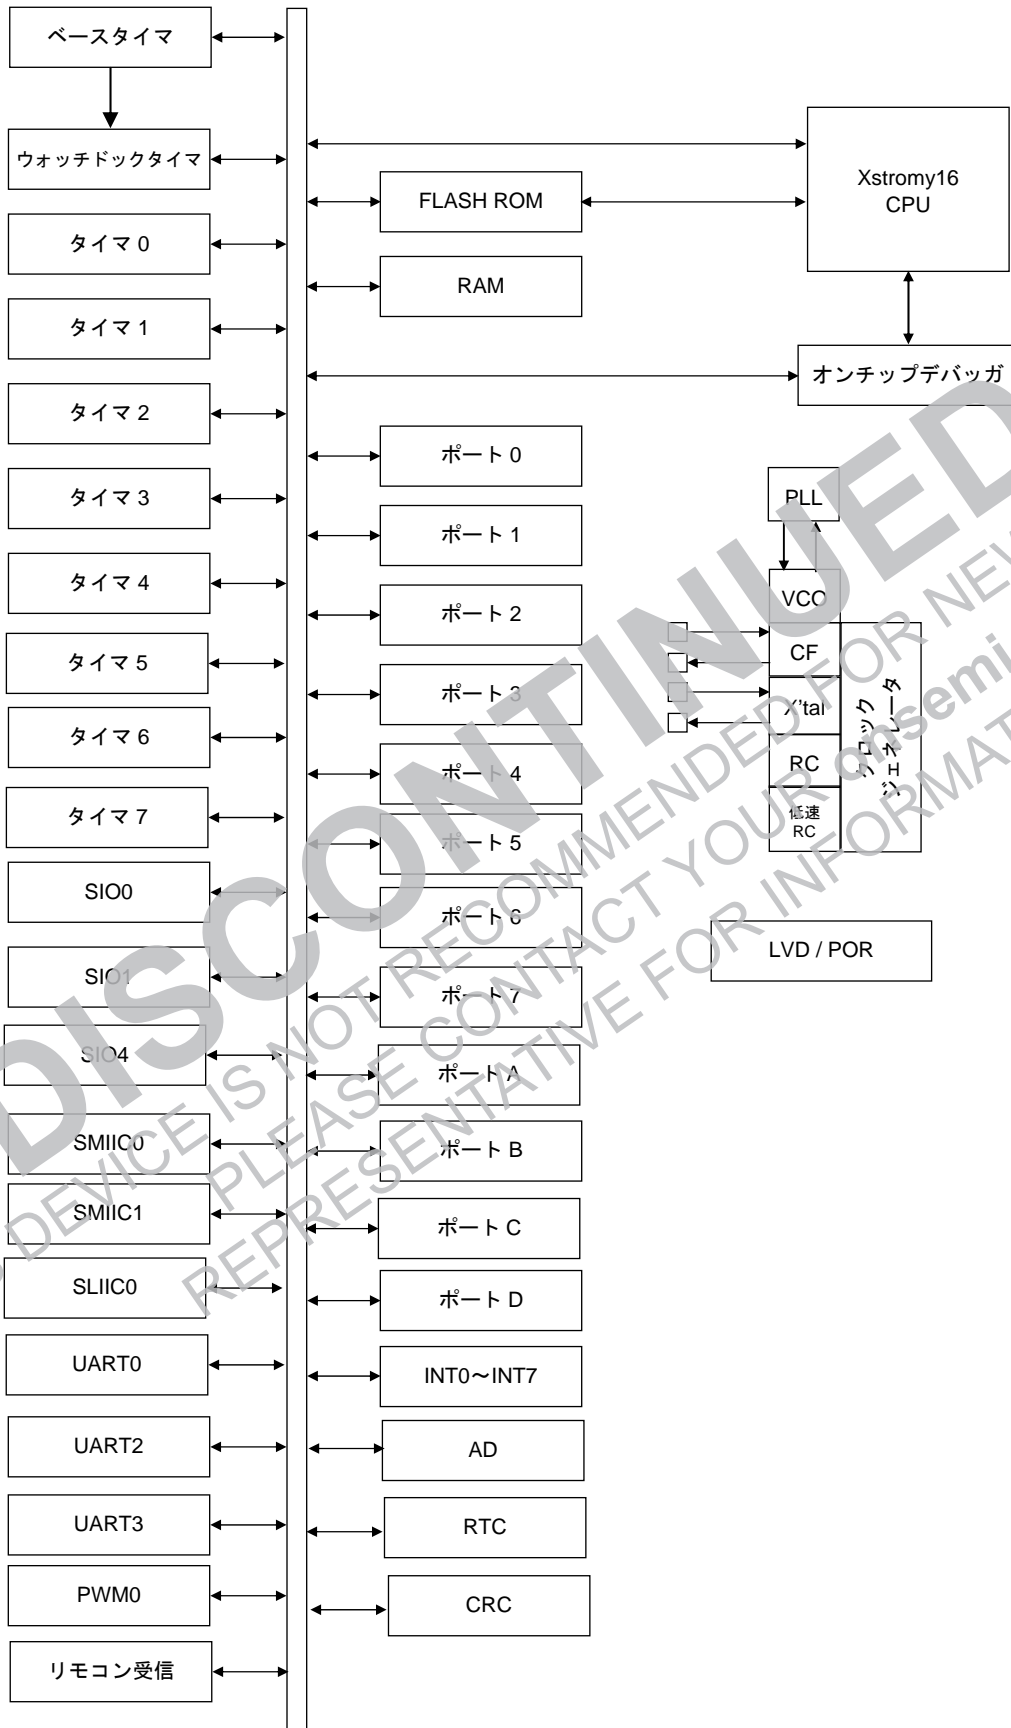 ベースタイマ
ウォッチドックタイマ
タイマ 0
タイマ 1
タイマ 2
タイマ 3
タイマ 4
タイマ 5
タイマ 6
タイマ 7
SIO0
SIO1
SIO4
SMIIC0
SMIIC1
SLIIC0
UART0
UART2
UART3
PWM0
リモコン受信
FLASH ROM
RAM
ポート 0
ポート 1
ポート 2
ポート 3
ポート 4
ポート 5
ポート 6
ポート 7
ポート A
ポート B
ポート C
ポート D
INT0～INT7
AD
RTC
CRC
Xstromy16
CPU
オンチップデバッガ
PLL
VCO
CF
X'tal
RC
低速
RC
クロック
ジェネレータ
LVD / POR
DISCONTINUED
DEVICE IS NOT RECOMMENDED FOR NEW
PLEASE CONTACT YOUR onsemi
REPRESENTATIVE FOR INFORMAT